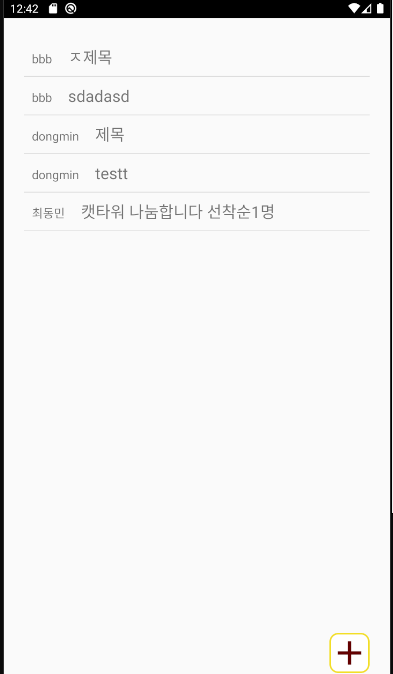 12:42
bbb ㅈ제목
bbb sdadasd
dongmin 제목
dongmin testt
최동민 캣타워 나눔합니다 선착순1명